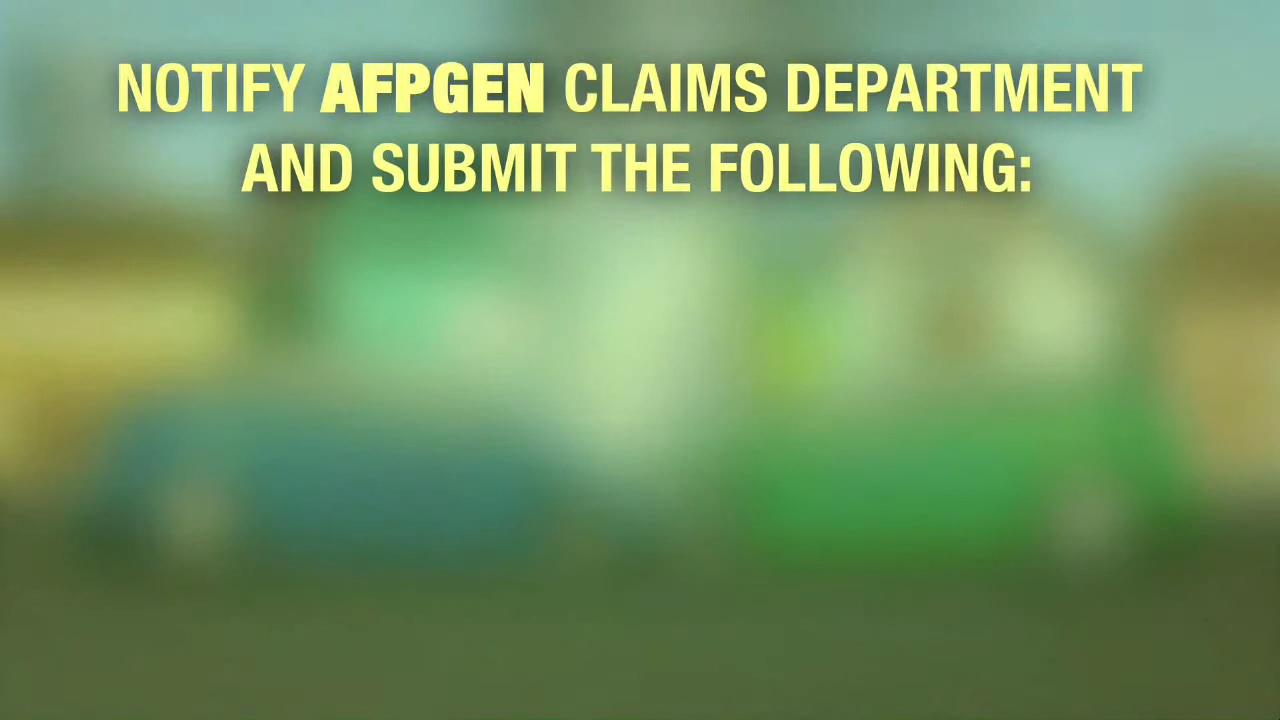 NOTIFY AFPGEN CLAIMS DEPARTMENT
AND SUBMIT THE FOLLOWING: